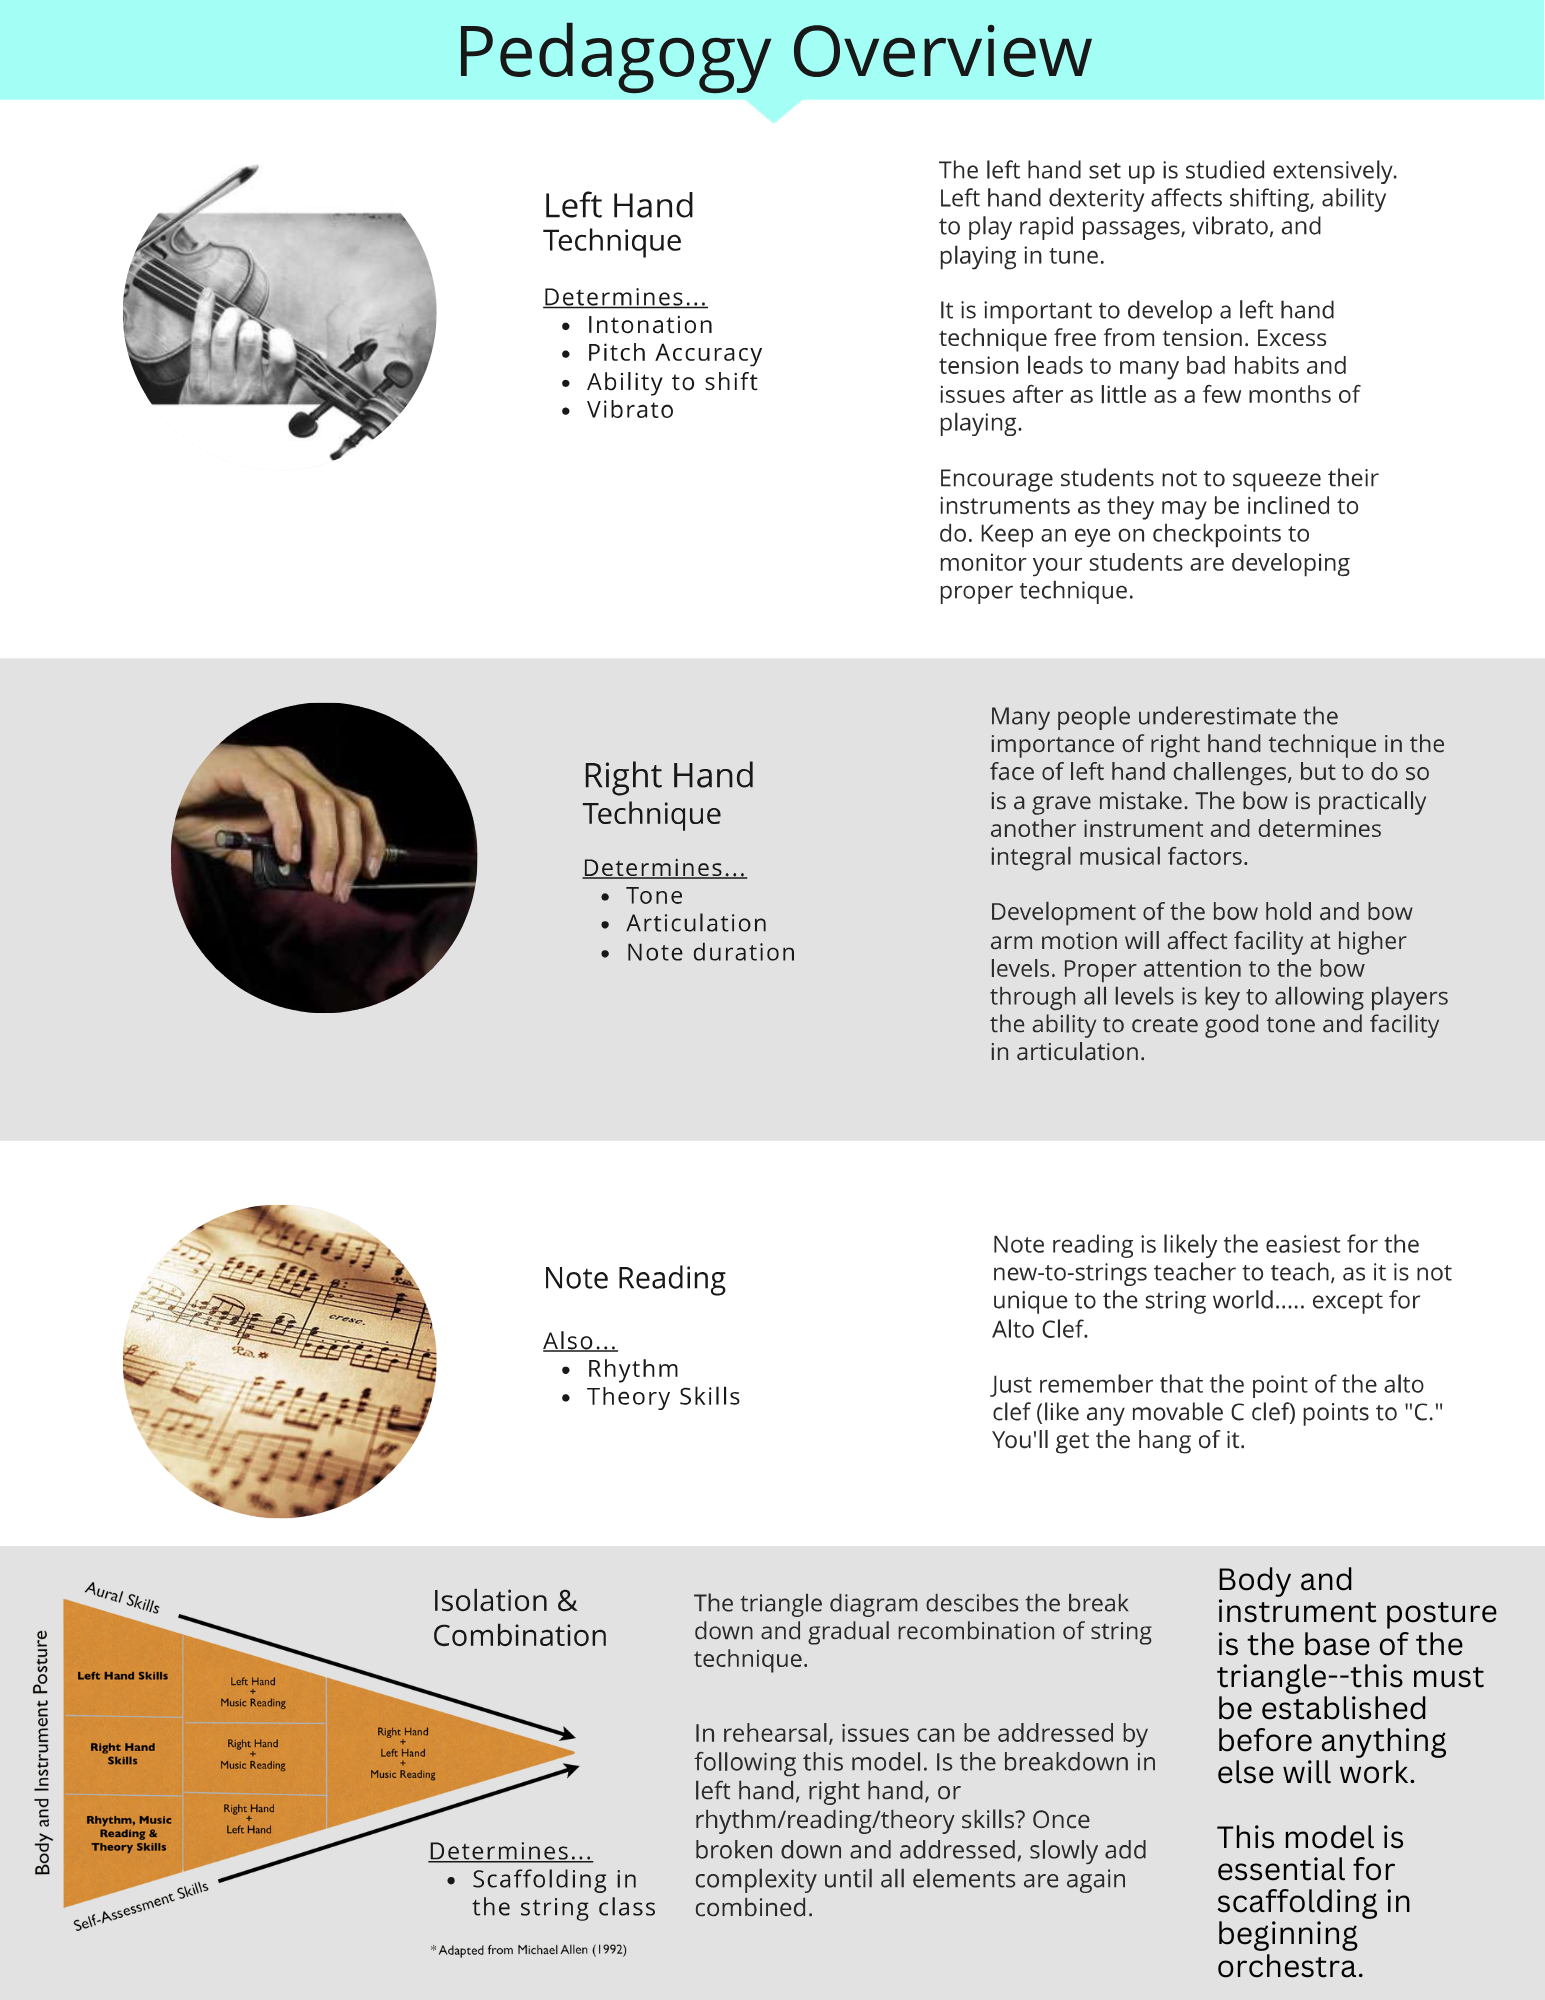 Pedagogy Overview
Left Hand
Technique
Determines...
• Intonation
• Pitch Accuracy
• Ability to shift
• Vibrato
The left hand set up is studied extensively.
Left hand dexterity affects shifting, ability
to play rapid passages, vibrato, and
playing in tune.
It is important to develop a left hand
technique free from tension. Excess
tension leads to many bad habits and
issues after as little as a few months of
playing.
Encourage students not to squeeze their
instruments as they may be inclined to
do. Keep an eye on checkpoints to
monitor your students are developing
proper technique.
Right Hand
Technique
Determines...
• Tone
• Articulation
• Note duration
Many people underestimate the
importance of right hand technique in the
face of left hand challenges, but to do so
is a grave mistake. The bow is practically
another instrument and determines
integral musical factors.
Development of the bow hold and bow
arm motion will affect facility at higher
levels. Proper attention to the bow
through all levels is key to allowing players
the ability to create good tone and facility
in articulation.
cresc.
Note Reading
Also...
• Rhythm
• Theory Skills
Note reading is likely the easiest for the
new-to-strings teacher to teach, as it is not
unique to the string world..... except for
Alto Clef.
Just remember that the point of the alto
clef (like any movable C clef) points to "C."
You'll get the hang of it.
Body and Instrument Posture
Aural Skills
Left Hand Skills
Right Hand
Skills
Rhythm, Music
Reading &
Theory Skills
Left Hand
+
Music Reading
Right Hand
+
Music Reading
Right Hand
+
Left Hand
Right Hand
+
Left Hand
+
Music Reading
Self-Assessment Skills
Isolation &
Combination
Determines...
• Scaffolding in
the string class
*Adapted from Michael Allen (1992)
The triangle diagram descibes the break
down and gradual recombination of string
technique.
In rehearsal, issues can be addressed by
following this model. Is the breakdown in
left hand, right hand, or
rhythm/reading/theory skills? Once
broken down and addressed, slowly add
complexity until all elements are again
combined.
Body and
instrument posture
is the base of the
triangle--this must
be established
before anything
else will work.
This model is
essential for
scaffolding in
beginning
orchestra.